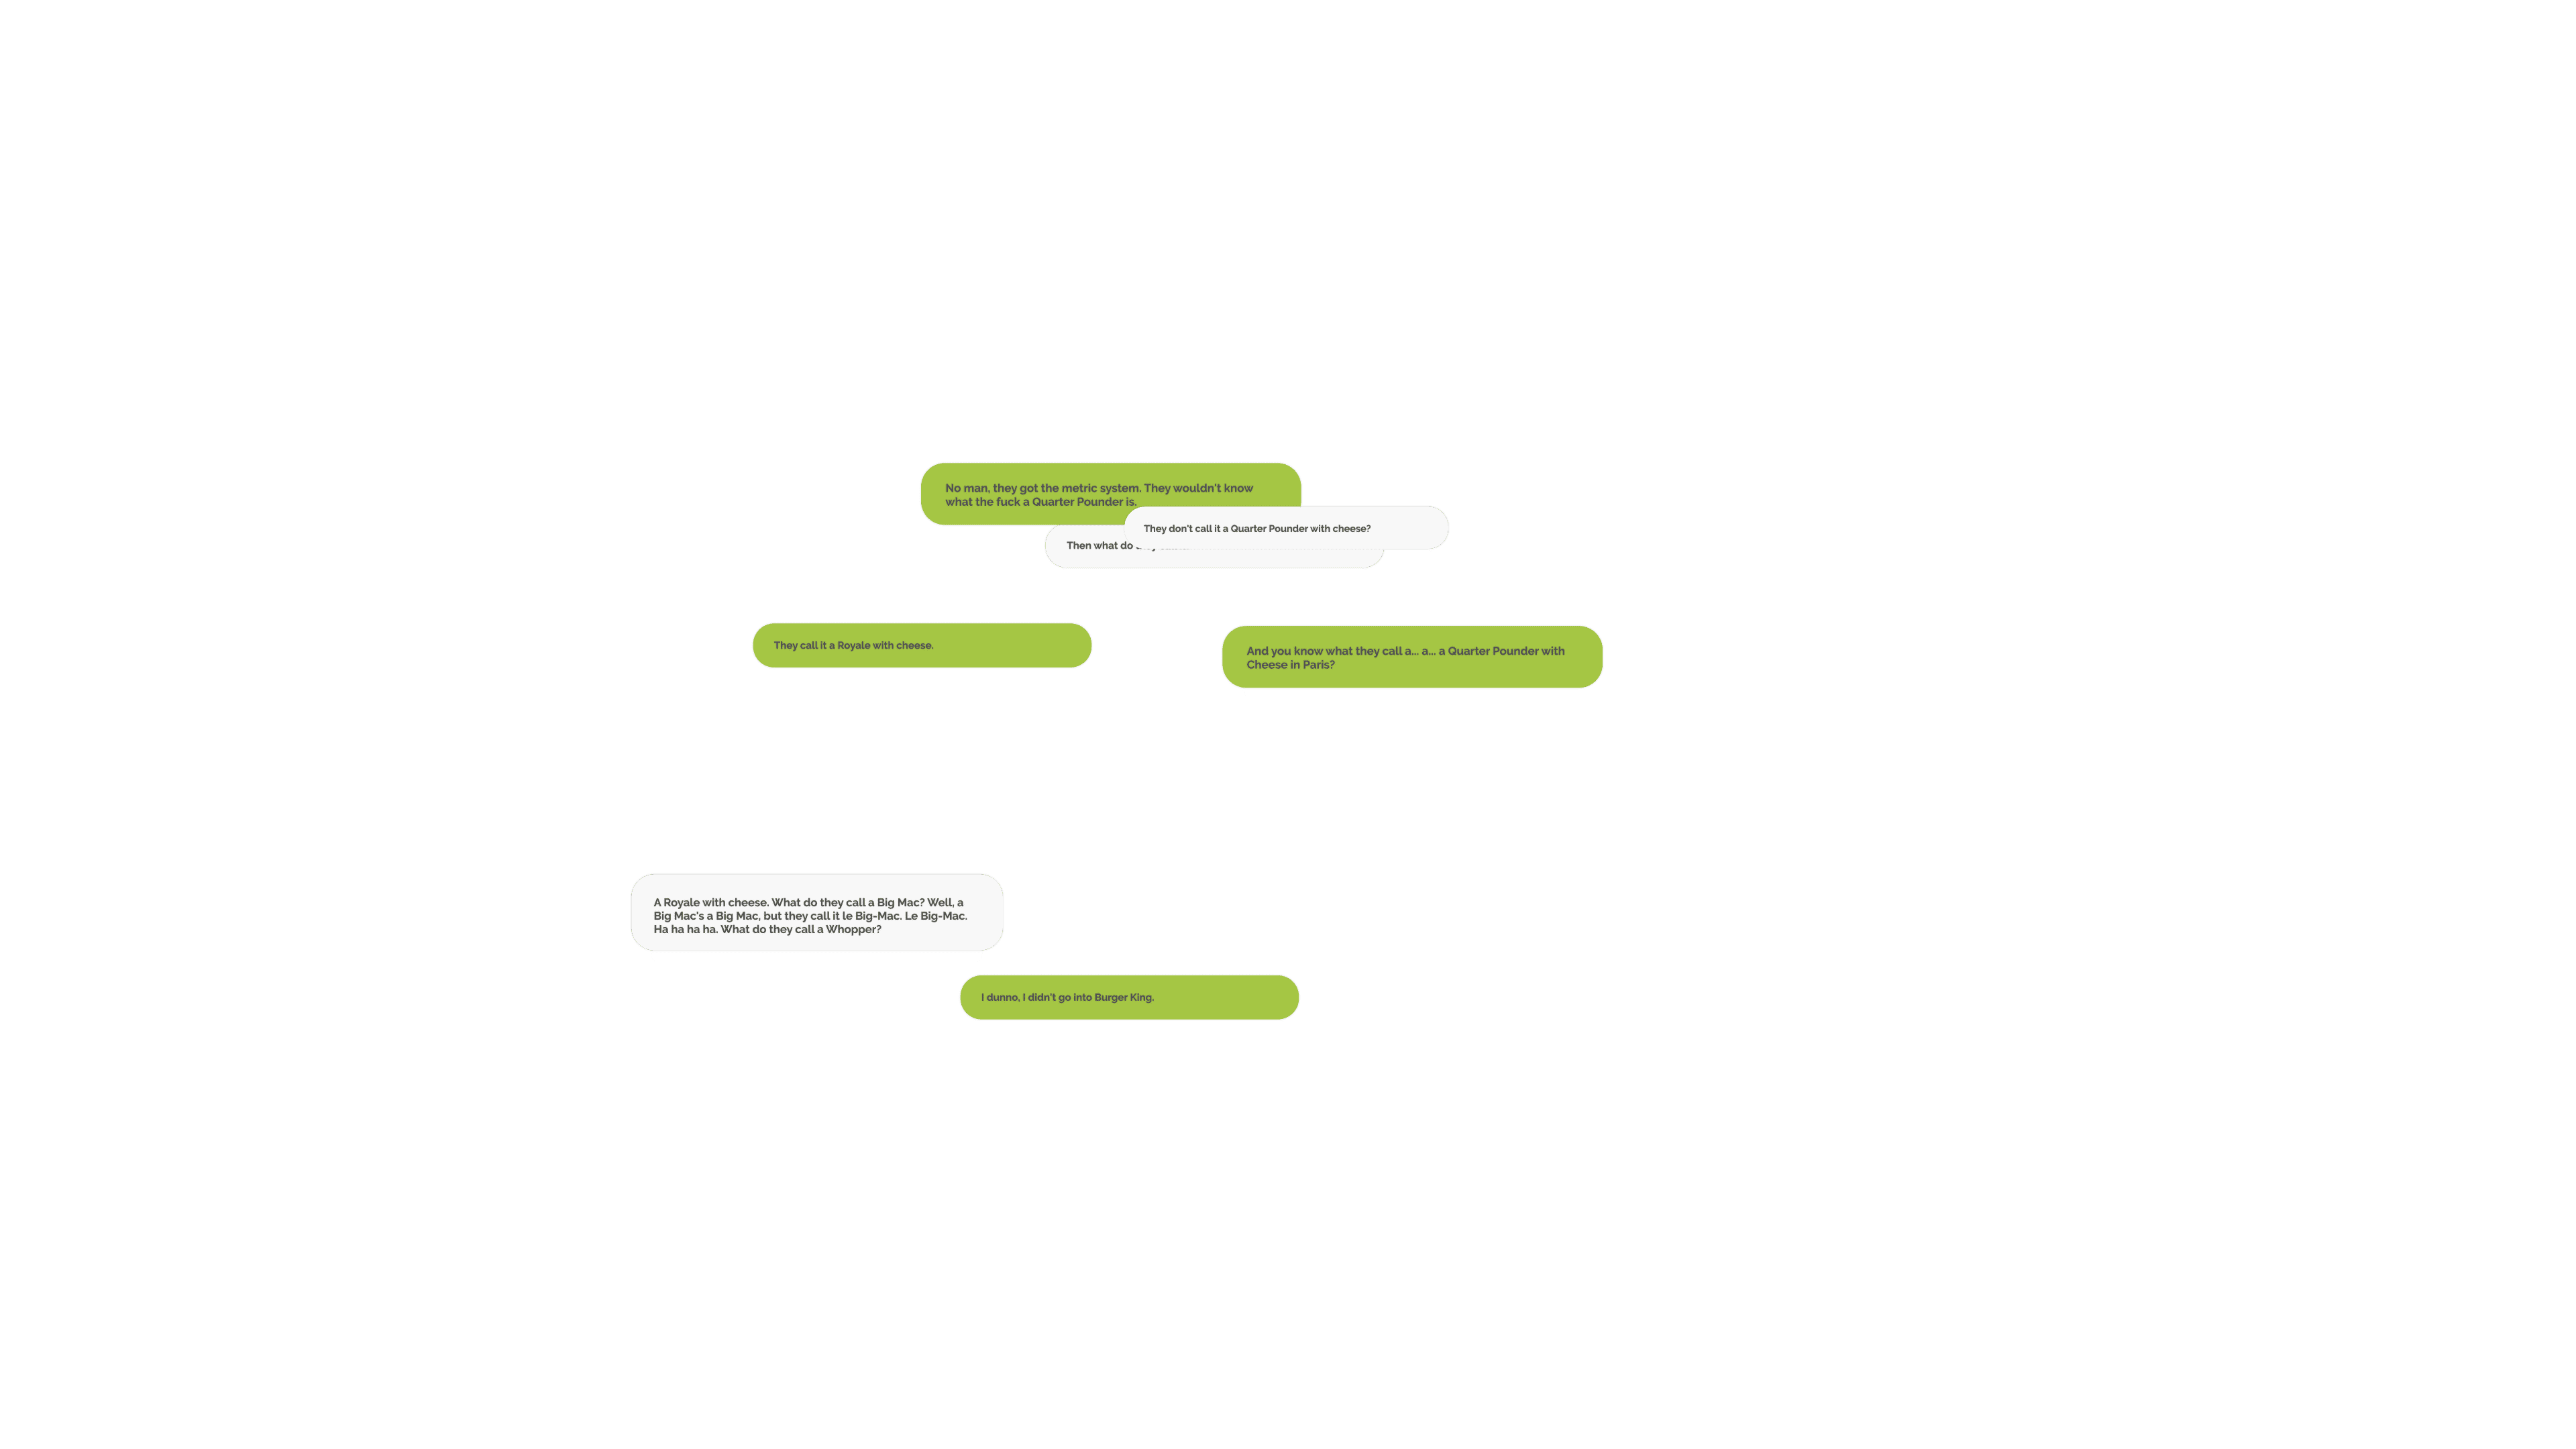 No man, they got the metric system. They wouldn't know
what the fuck a Quarter Pounder is.
They don't call it a Quarter Pounder with cheese?
Then what do
They call it a Royale with cheese.
And you know what they call a... a... a Quarter Pounder with
Cheese in Paris?
A Royale with cheese. What do they call a Big Mac? Well, a
Big Mac's a Big Mac, but they call it le Big-Mac. Le Big-Mac.
Ha ha ha ha. What do they call a Whopper?
I dunno, I didn't go into Burger King.